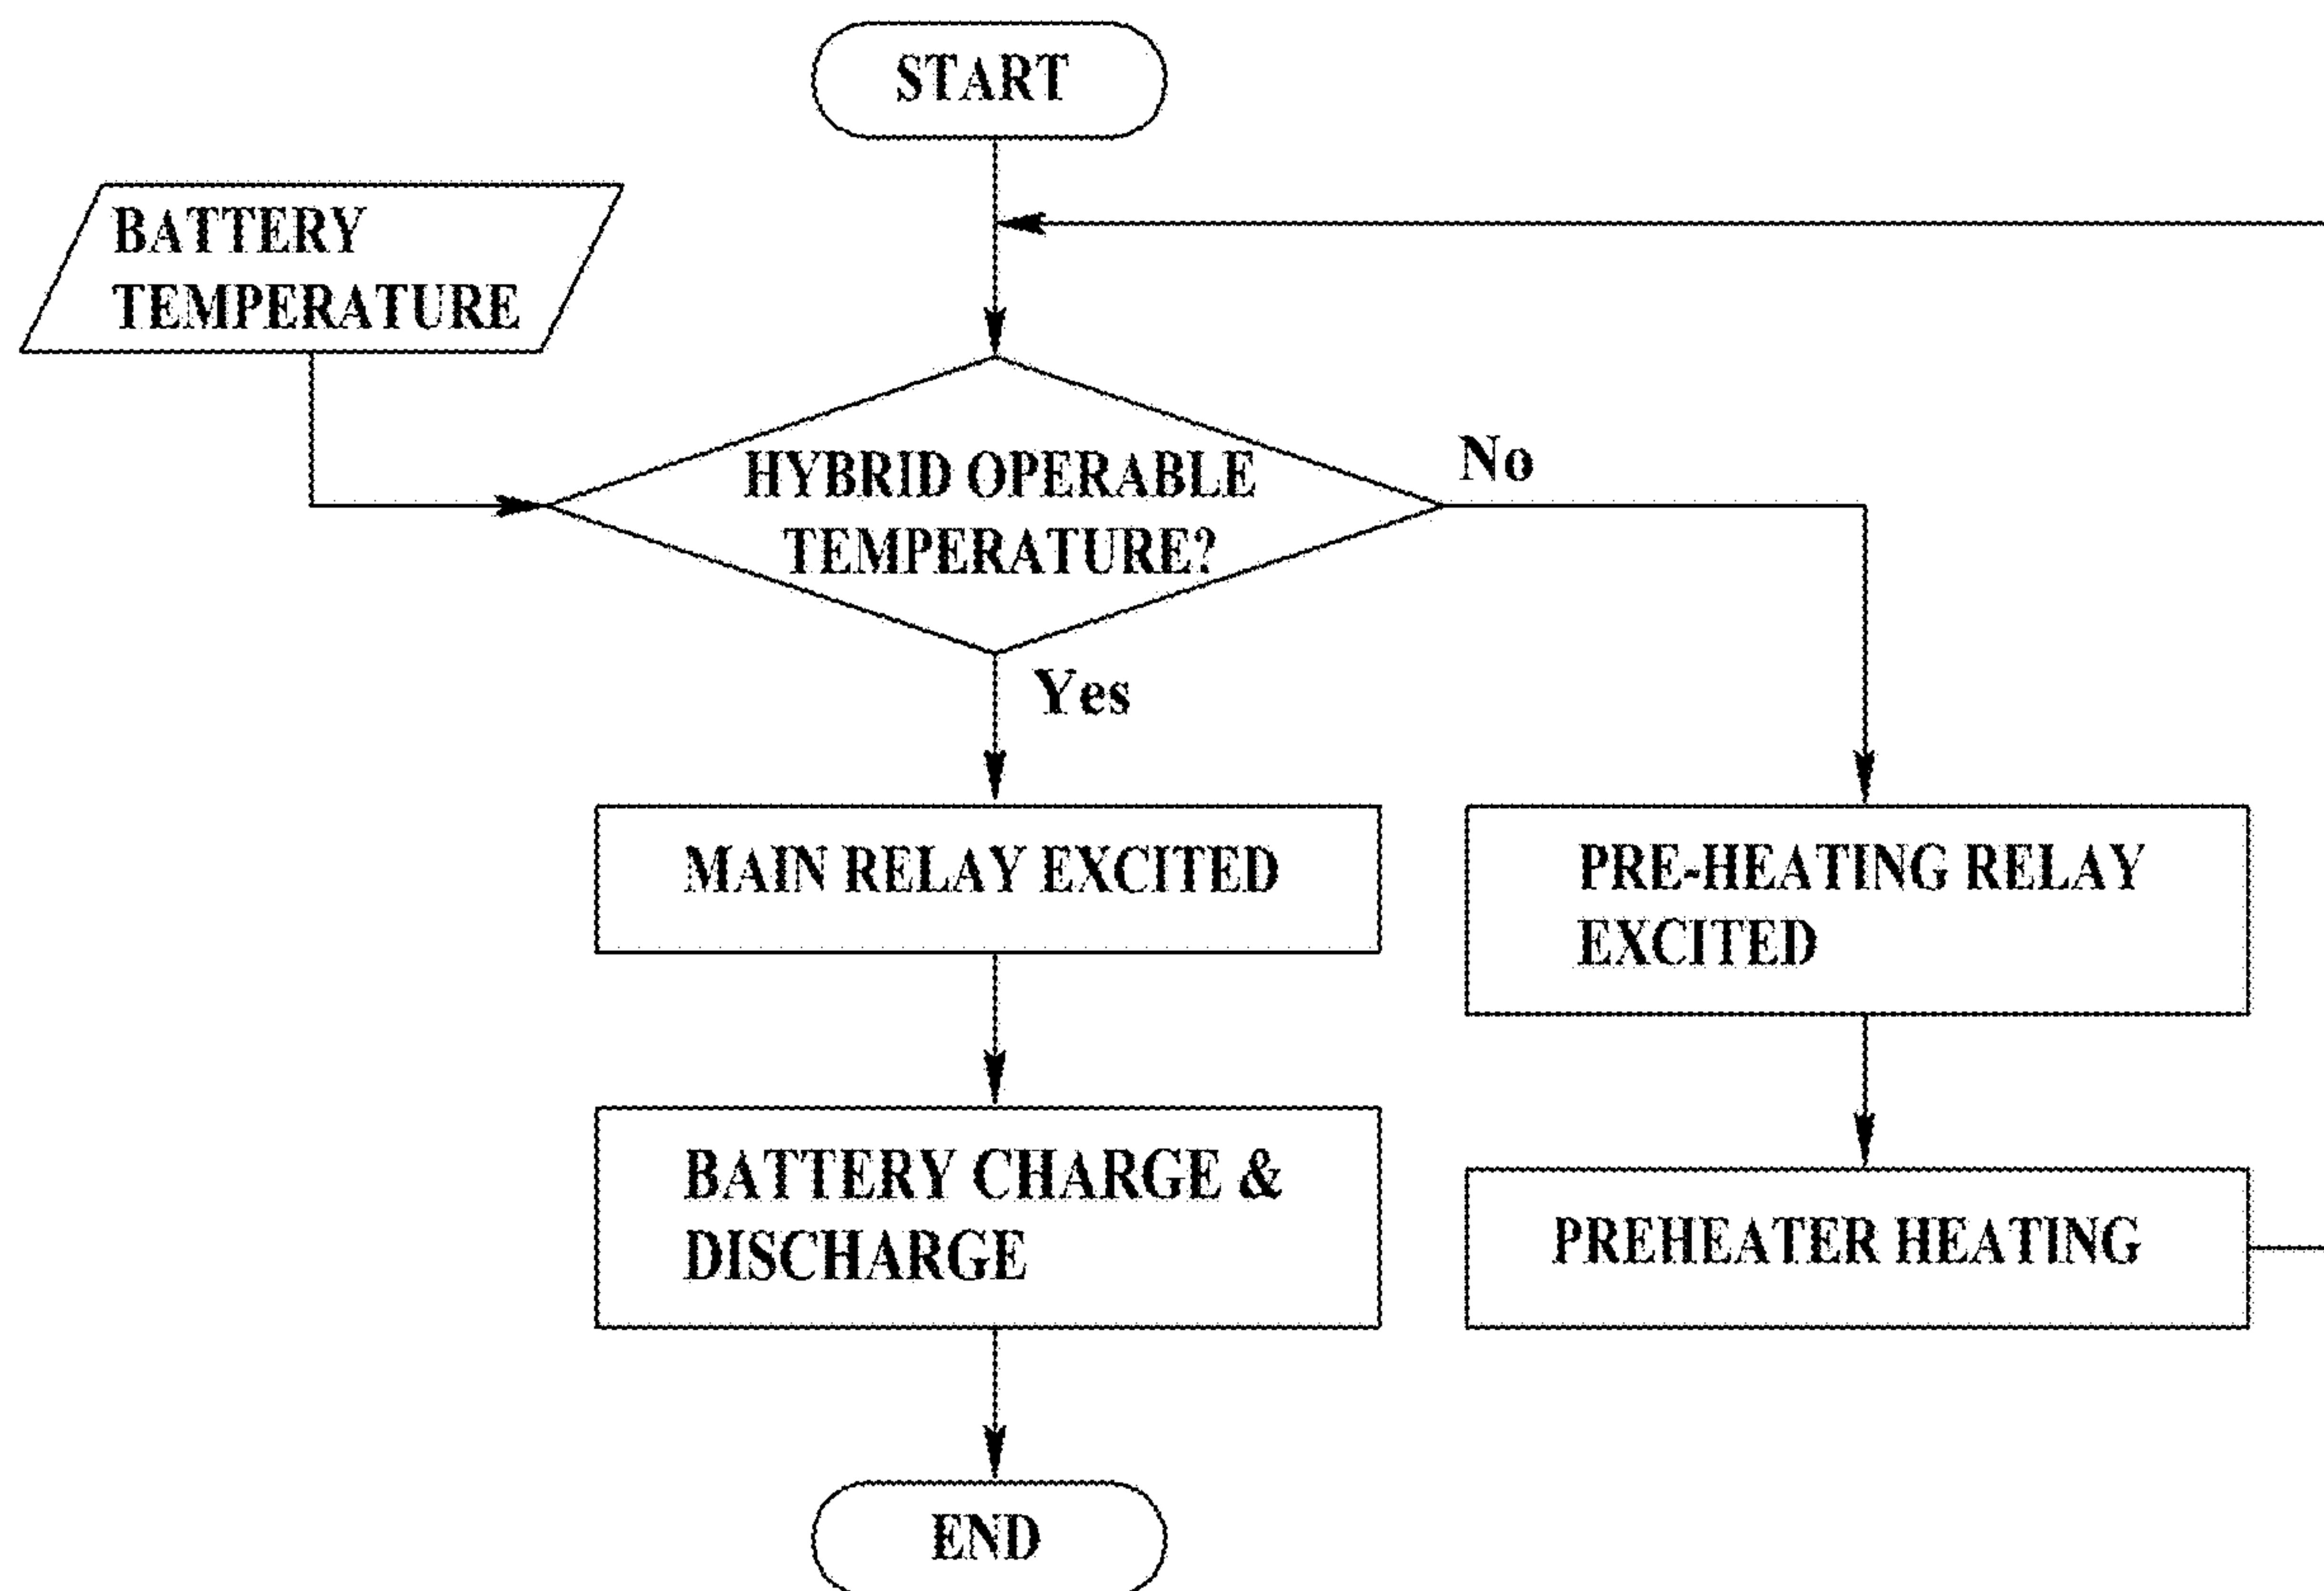 START
BATTERY
TEMPERATURE
HYBRID OPERABLE
TEMPERATURE?
No
Yes
MAIN RELAY EXCITED
PRE-HEATING RELAY
EXCITED
BATTERY CHARGE &
DISCHARGE
PREHEATER HEATING
END